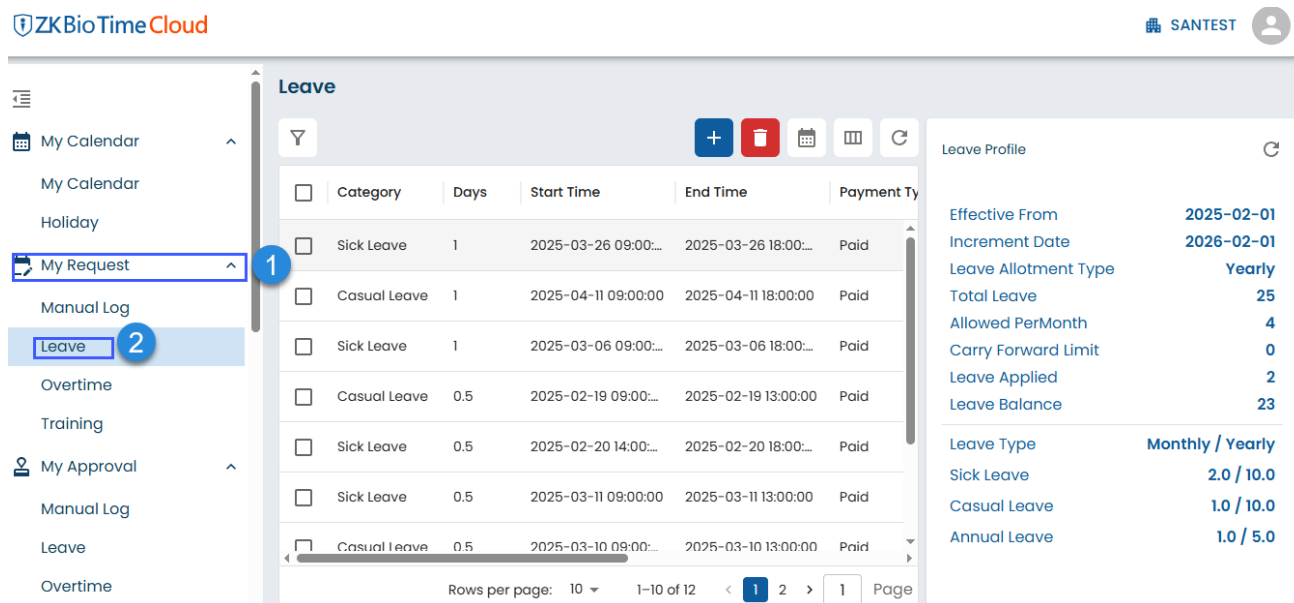 ZKBioTime Cloud
SANTEST
My Calendar
My Calendar
Holiday
My Request
1
Manual Log
Leave
2
Overtime
Training
My Approval
Manual Log
Leave
Overtime
Leave
Category Days Start Time End Time Payment Ty
Sick Leave 1 2025-03-26 09:00:... 2025-03-26 18:00:... Paid
Casual Leave 1 2025-04-11 09:00:00 2025-04-11 18:00:00 Paid
Sick Leave 1 2025-03-06 09:00:... 2025-03-06 18:00:... Paid
Casual Leave 0.5 2025-02-19 09:00:... 2025-02-19 13:00:00 Paid
Sick Leave 0.5 2025-02-20 14:00:... 2025-02-20 18:00:... Paid
Sick Leave 0.5 2025-03-11 09:00:00 2025-03-11 13:00:00 Paid
Casual Leave 0.5 2025-03-10 09:00:... 2025-03-10 13:00:00 Paid
Rows per page: 10 1-10 of 12 < 1 2 > 1 Page
Leave Profile
Effective From 2025-02-01
Increment Date 2026-02-01
Leave Allotment Type Yearly
Total Leave 25
Allowed PerMonth 4
Carry Forward Limit 0
Leave Applied 2
Leave Balance 23
Leave Type Monthly / Yearly
Sick Leave 2.0 / 10.0
Casual Leave 1.0 / 10.0
Annual Leave 1.0 / 5.0